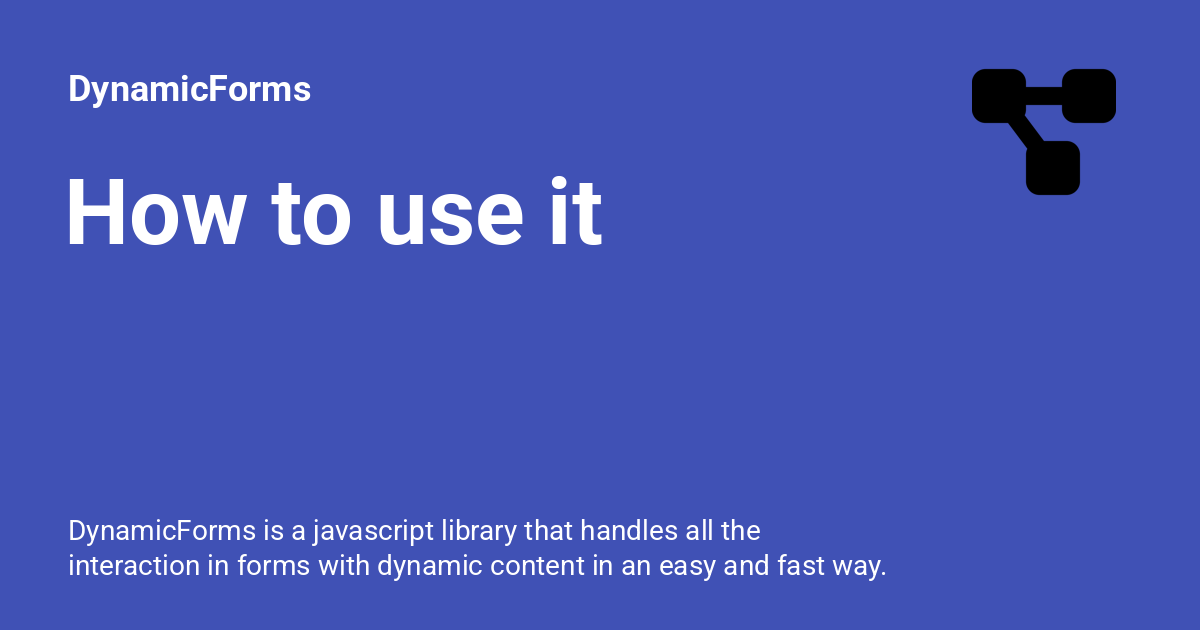 DynamicForms
How to use it
DynamicForms is a javascript library that handles all the
interaction in forms with dynamic content in an easy and fast way.